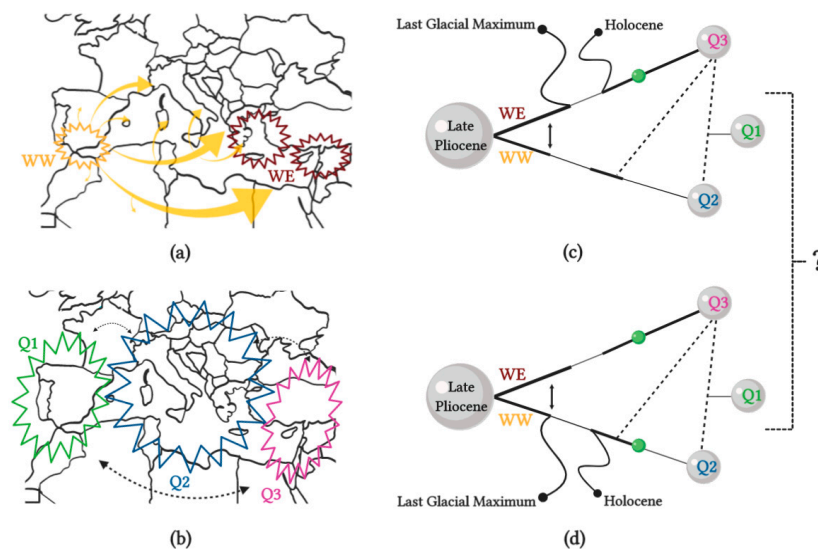 WW
WE
(a)
Q1
Q2
Q3
(b)
Last Glacial Maximum
Holocene
Q3
Late
Pliocene
WE
WW
Q1
Q2
(c)
?
Q3
Late
Pliocene
WE
WW
Q1
Q2
Last Glacial Maximum
Holocene
(d)